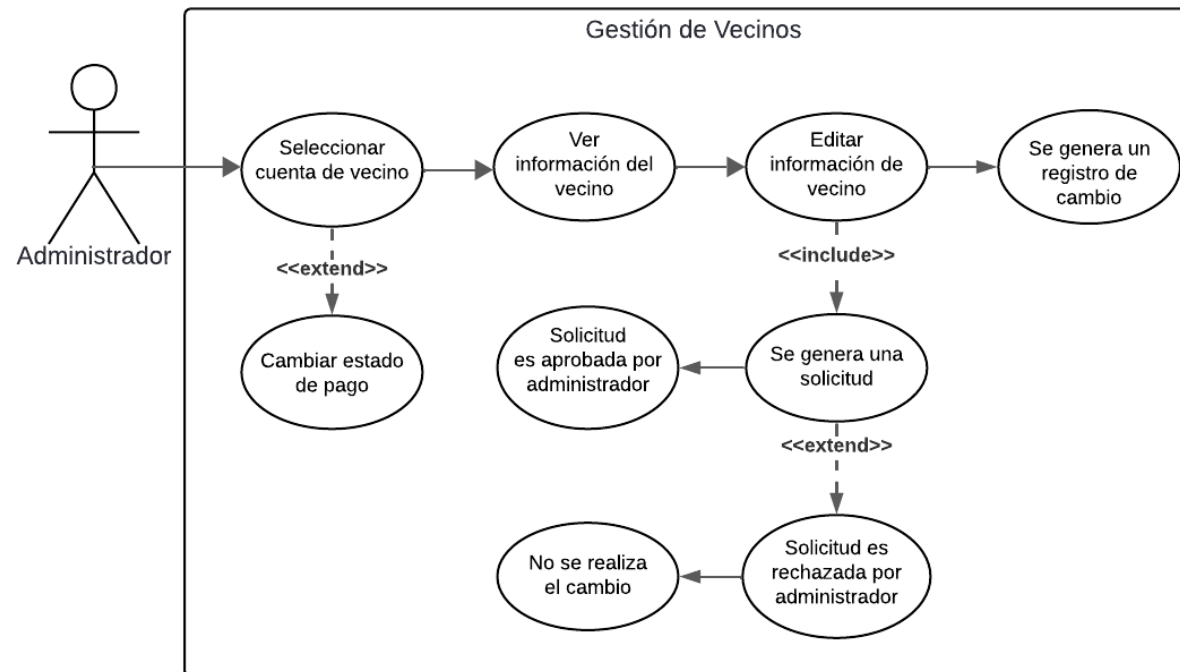 Gestión de Vecinos
Administrador
Seleccionar
cuenta de vecino
Ver
información del
vecino
Editar
información de
vecino
Se genera un
registro de
cambio
<<extend>>
<<include>>
Cambiar estado
de pago
Solicitud
es aprobada por
administrador
Se genera una
solicitud
<<extend>>
No se realiza
el cambio
Solicitud es
rechazada por
administrador